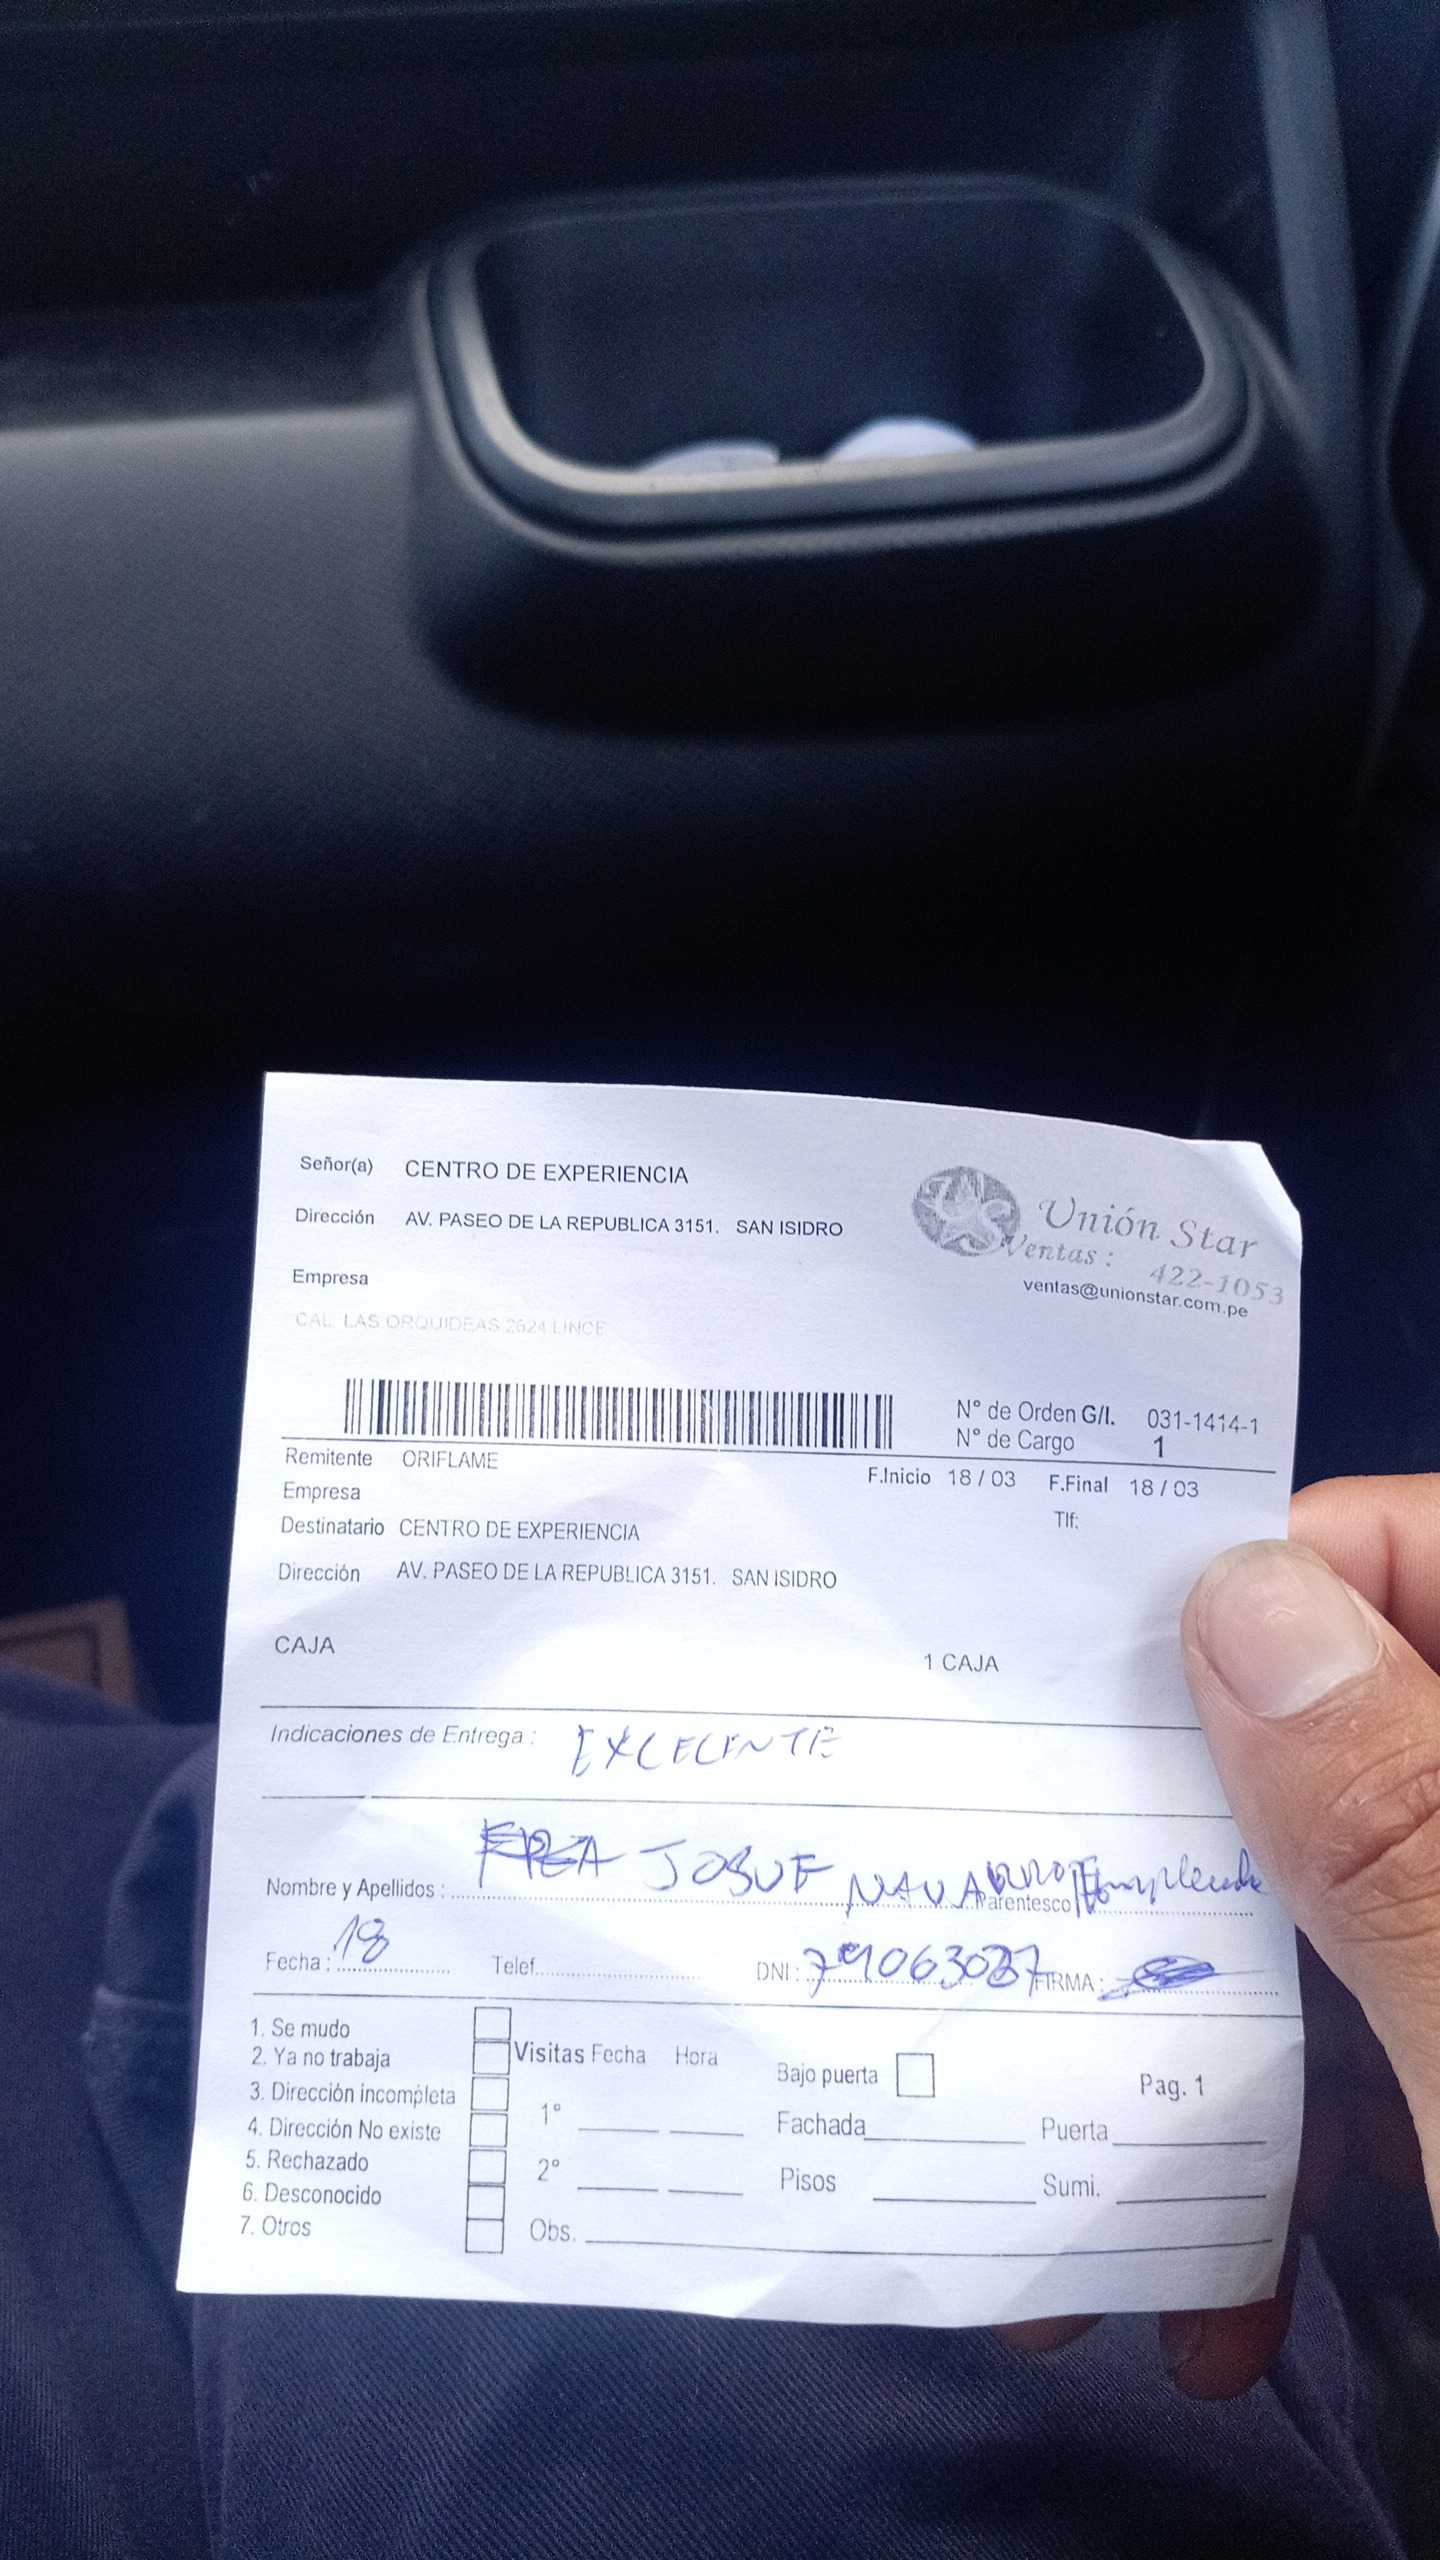 Señor(a) CENTRO DE EXPERIENCIA
Dirección AV. PASEO DE LA REPUBLICA 3151. SAN ISIDRO
Unión Star
Ventas : 422-1053
ventas@unionstar.com.pe
Empresa
CAL. LAS ORQUIDEAS 2624 LINCE
N° de Orden G/I. 031-1414-1
N° de Cargo 1
Remitente ORIFLAME
F.Inicio 18 / 03 F.Final 18 / 03
Empresa
Tlf:
Destinatario CENTRO DE EXPERIENCIA
Dirección AV. PASEO DE LA REPUBLICA 3151. SAN ISIDRO
CAJA 1 CAJA
Indicaciones de Entrega : EXCELENTE
Nombre y Apellidos : JOSUE NAVARRO Parentesco
Fecha : 18 Telef. DNI : FIRMA :
1. Se mudo
2. Ya no trabaja
3. Dirección incompleta
4. Dirección No existe
5. Rechazado
6. Desconocido
7. Otros
Visitas Fecha Hora
1°
2°
Obs.
Bajo puerta
Pag. 1
Fachada Puerta
Pisos Sumi.